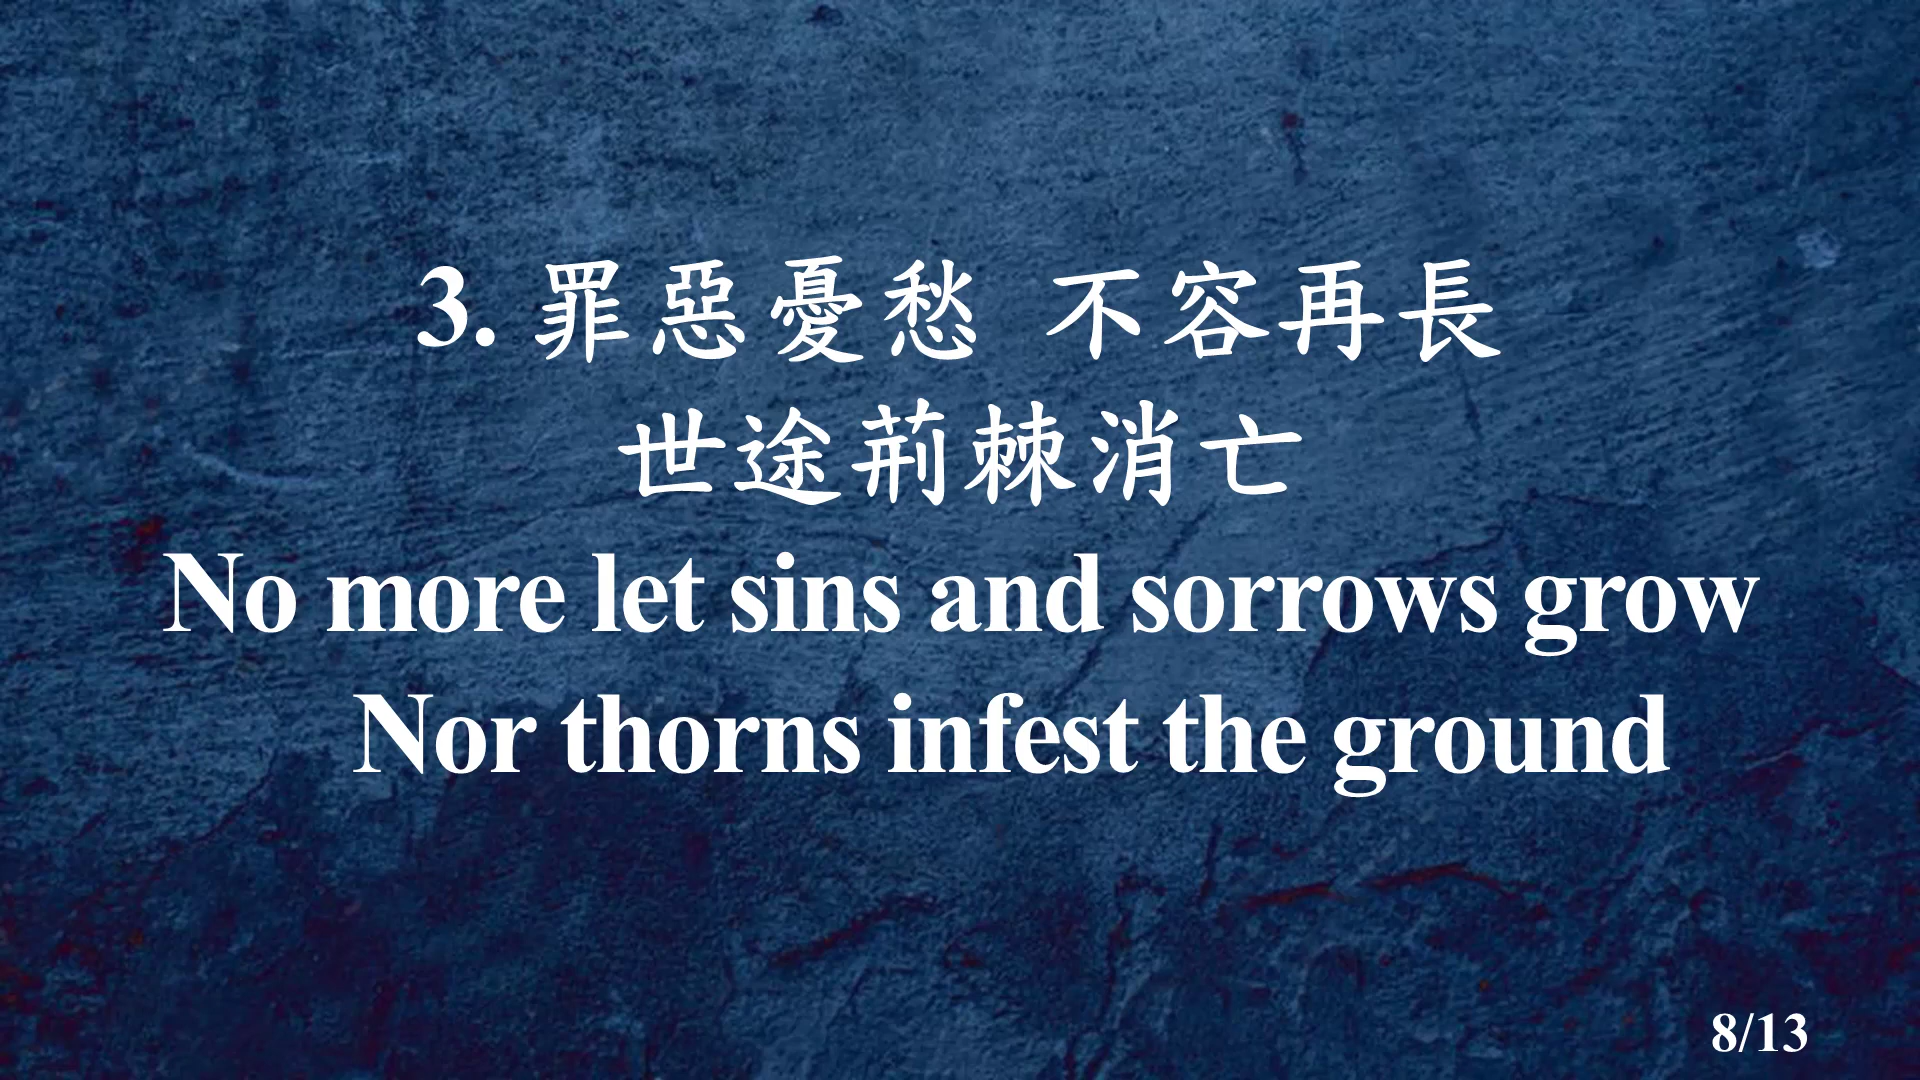 3. 罪惡憂愁 不容再長
世途荊棘消亡
No more let sins and sorrows grow
Nor thorns infest the ground
8/13